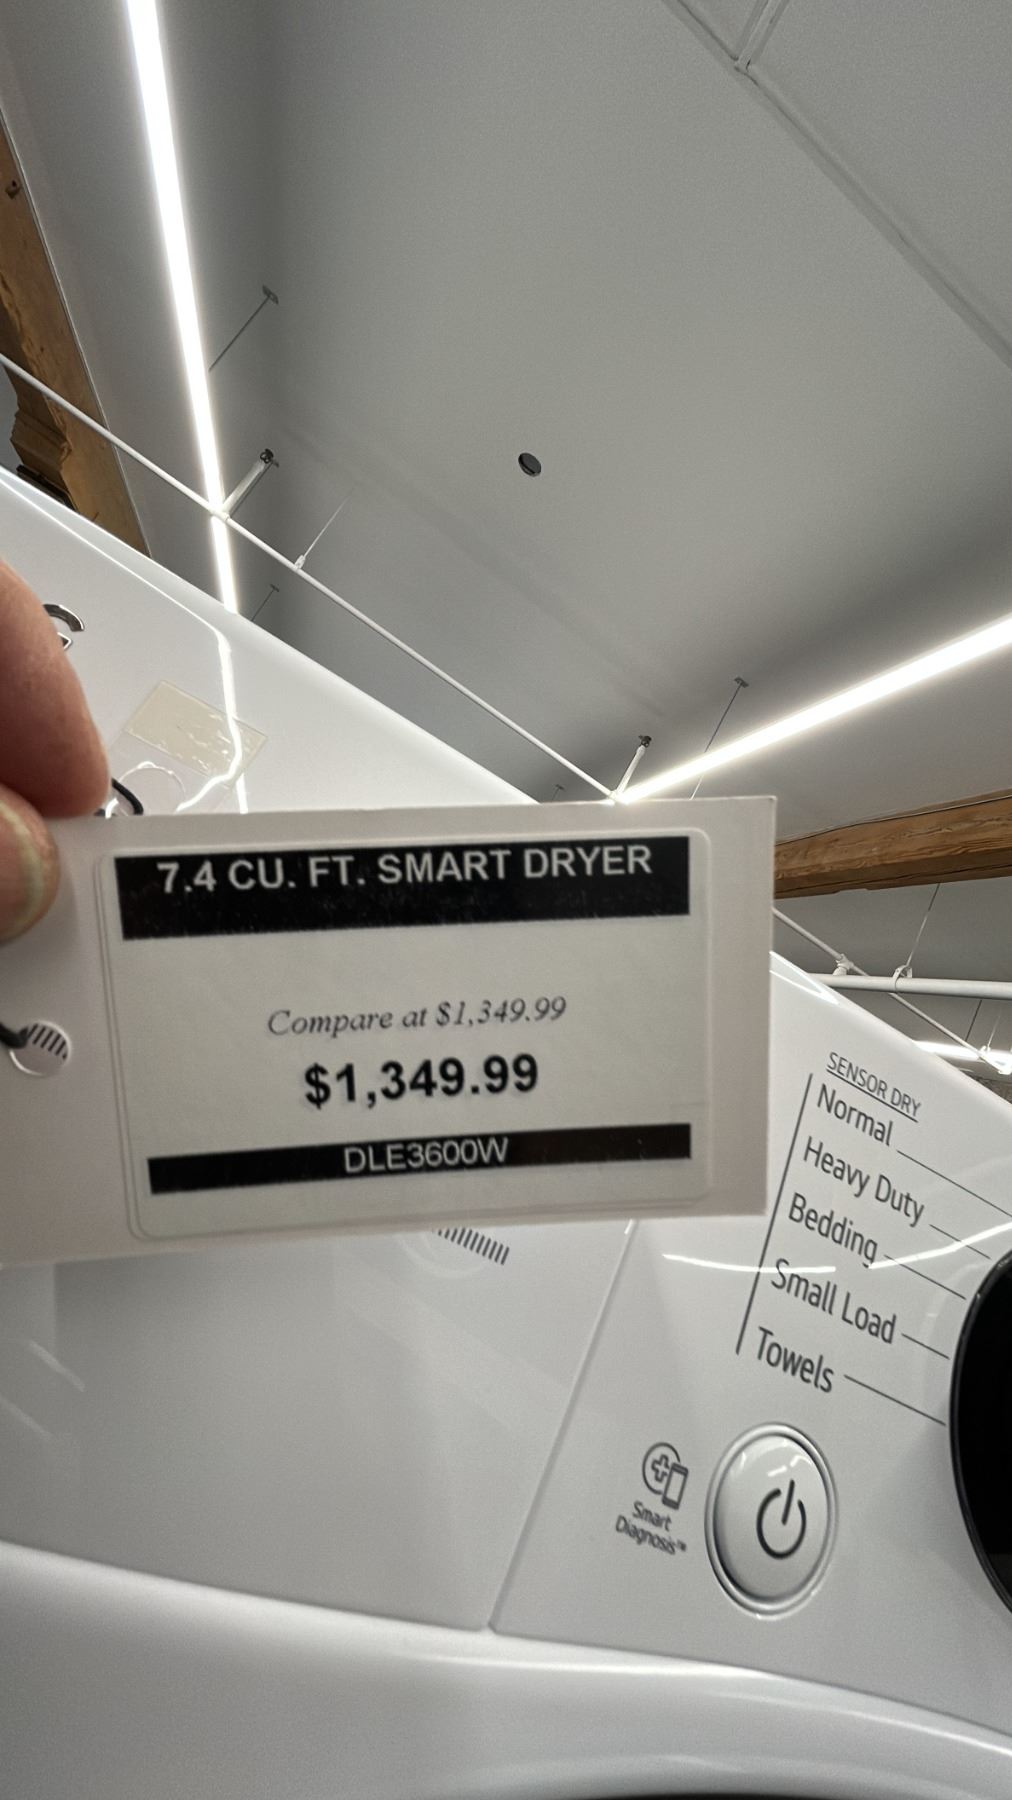 7.4 CU. FT. SMART DRYER
Compare at $1,349.99
$1,349.99
DLE3600W
SENSOR DRY
Normal
Heavy Duty
Bedding
Small Load
Towels
Smart
Diagnosis™